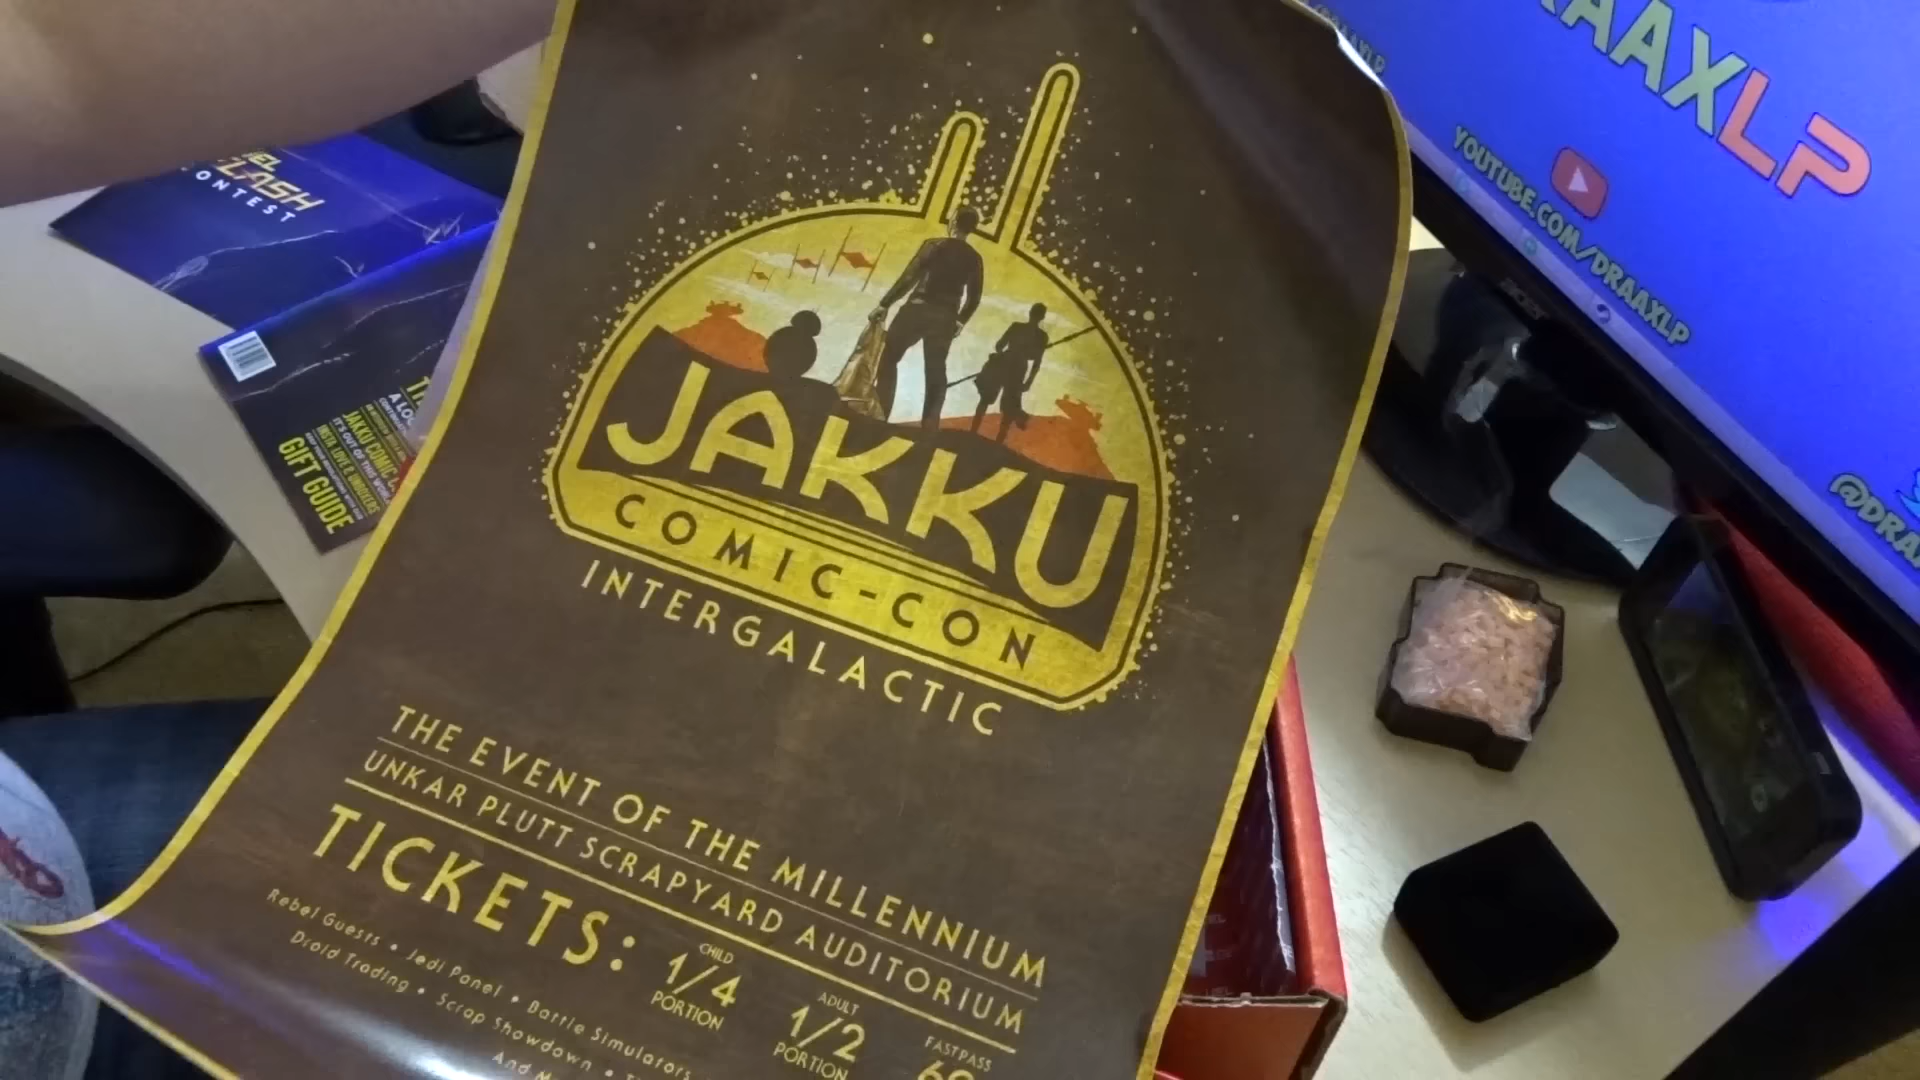 JAKKU
COMIC-CON
INTERGALACTIC
THE EVENT OF THE MILLENNIUM
UNKAR PLUTT SCRAPYARD AUDITORIUM
TICKETS:
CHILD
1/4
PORTION
ADULT
1/2
PORTION
FASTPASS
Rebel Guests • Jedi Panel • Battle Simulators
Droid Trading • Scrap Showdown •
And
CONTEST
JAKKU COMIC
GIFT GUIDE
YOUTUBE.COM/DRAAXLP
acer